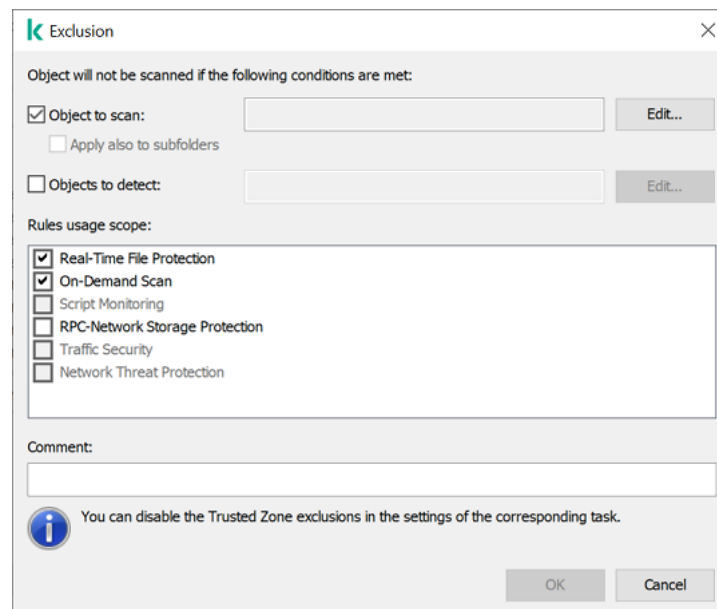 Exclusion
Object will not be scanned if the following conditions are met:
Object to scan:
Edit...
Apply also to subfolders
Objects to detect:
Edit...
Rules usage scope:
Real-Time File Protection
On-Demand Scan
Script Monitoring
RPC-Network Storage Protection
Traffic Security
Network Threat Protection
Comment:
You can disable the Trusted Zone exclusions in the settings of the corresponding task.
OK
Cancel